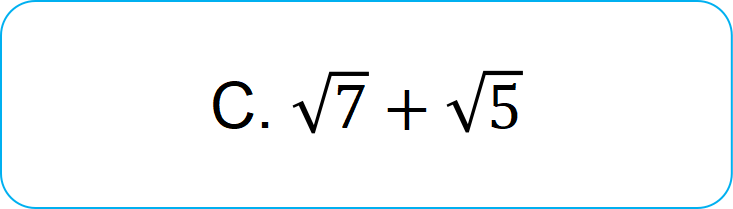 C. √7 + √5